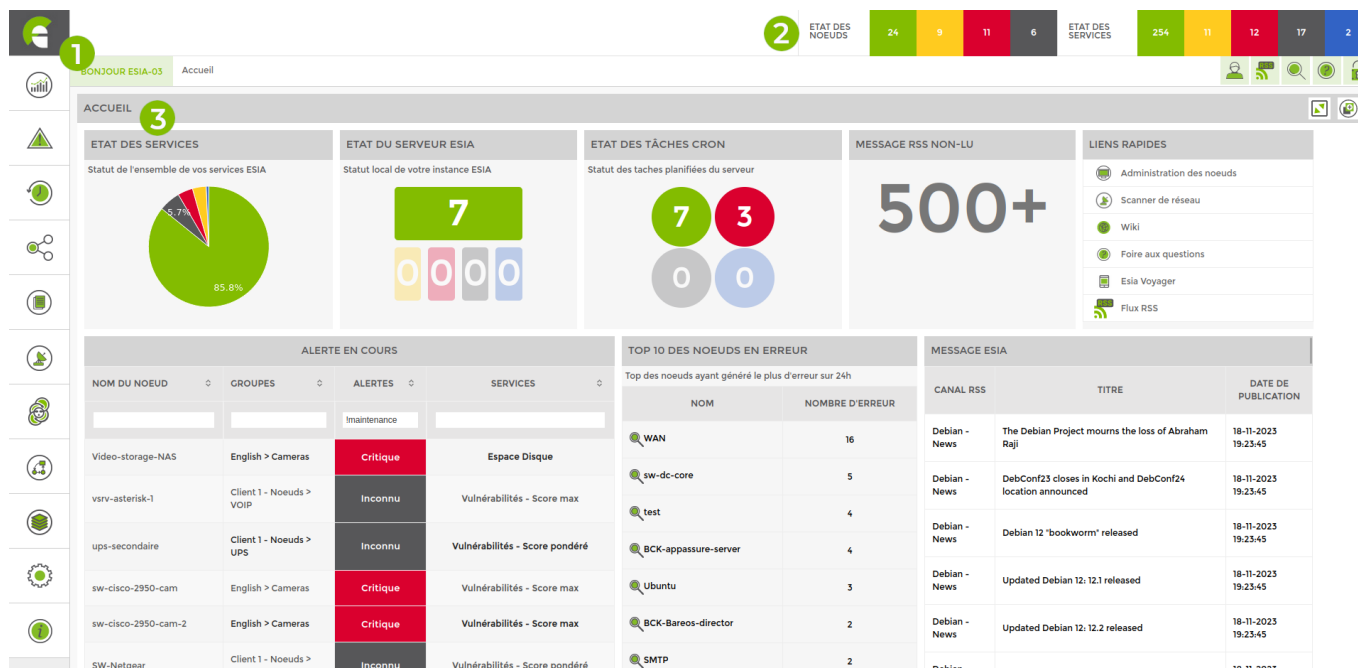 1
2
ETAT DES NOEUDS
24 9 11 6
ETAT DES SERVICES
254 11 12 17 2
BONJOUR ESIA-03
Accueil
RSS
ACCUEIL
3
ETAT DES SERVICES
Statut de l'ensemble de vos services ESIA
5.7%
85.8%
ETAT DU SERVEUR ESIA
Statut local de votre instance ESIA
7
0 0 0 0
ETAT DES TÂCHES CRON
Statut des taches planifiées du serveur
7 3
0 0
MESSAGE RSS NON-LU
500+
LIENS RAPIDES
Administration des noeuds
Scanner de réseau
Wiki
Foire aux questions
Esia Voyager
RSS
Flux RSS
ALERTE EN COURS
NOM DU NOEUD GROUPES ALERTES SERVICES
!maintenance
Video-storage-NAS English > Cameras Critique Espace Disque
vsrv-asterisk-1 Client 1 - Noeuds > VOIP Inconnu Vulnérabilités - Score max
ups-secondaire Client 1 - Noeuds > UPS Inconnu Vulnérabilités - Score pondéré
sw-cisco-2950-cam English > Cameras Critique Vulnérabilités - Score max
sw-cisco-2950-cam-2 English > Cameras Critique Vulnérabilités - Score max
SW-Netgear Client 1 - Noeuds > Inconnu Vulnérabilités - Score pondéré
TOP 10 DES NOEUDS EN ERREUR
Top des noeuds ayant généré le plus d'erreur sur 24h
NOM NOMBRE D'ERREUR
WAN 16
sw-dc-core 5
test 4
BCK-appassure-server 4
Ubuntu 3
BCK-Bareos-director 2
SMTP 2
MESSAGE ESIA
CANAL RSS TITRE DATE DE PUBLICATION
Debian - News The Debian Project mourns the loss of Abraham Raji 18-11-2023 19:23:45
Debian - News DebConf23 closes in Kochi and DebConf24 location announced 18-11-2023 19:23:45
Debian - News Debian 12 "bookworm" released 18-11-2023 19:23:45
Debian - News Updated Debian 12: 12.1 released 18-11-2023 19:23:45
Debian - News Updated Debian 12: 12.2 released 18-11-2023 19:23:45